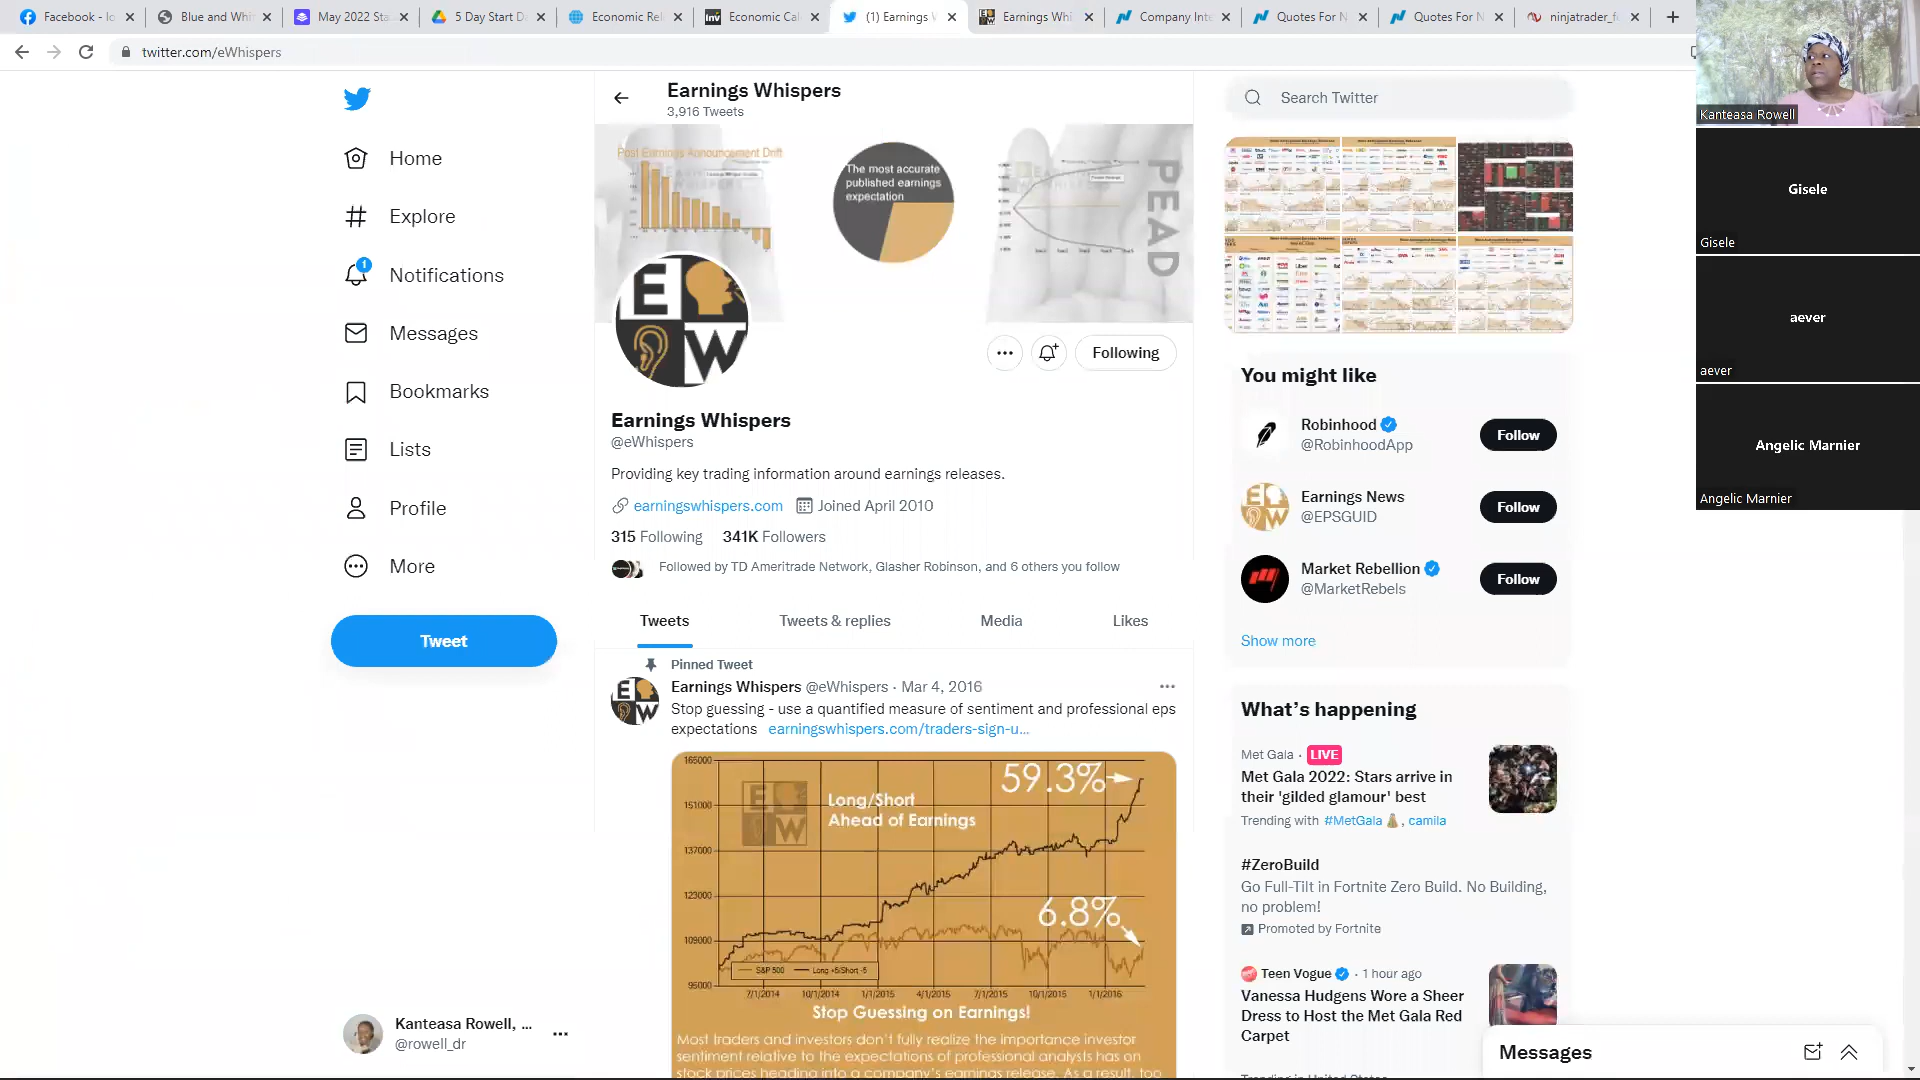 Facebook - lo
Blue and Whi
May 2022 Sta
5 Day Start D
Economic Rel
Economic Cal
(1) Earnings W
Earnings Whi
Company Inte
Quotes For N
Quotes For N
ninjatrader_f
twitter.com/eWhispers
Home
Explore
1
Notifications
Messages
Bookmarks
Lists
Profile
More
Tweet
Kanteasa Rowell, ...
@rowell_dr
Earnings Whispers
3,916 Tweets
Post Earnings Announcement Drift
The most accurate
published earnings
expectation
PEAD
E
W
Following
Earnings Whispers
@eWhispers
Providing key trading information around earnings releases.
earningswhispers.com Joined April 2010
315 Following 341K Followers
Followed by TD Ameritrade Network, Glasher Robinson, and 6 others you follow
Tweets Tweets & replies Media Likes
Pinned Tweet
Earnings Whispers @eWhispers · Mar 4, 2016
Stop guessing - use a quantified measure of sentiment and professional eps
expectations earningswhispers.com/traders-sign-u...
165000
151000
137000
123000
109000
95000
Long/Short
Ahead of Earnings
59.3%
6.8%
S&P 500 Long +5/Short -5
7/1/2014 10/1/2014 1/1/2015 4/1/2015 7/1/2015 10/1/2015 1/1/2016
Stop Guessing on Earnings!
Most traders and investors don't fully realize the importance investor
sentiment relative to the expectations of professional analysts has on
stock prices heading into a company's earnings release. As a result, too
Search Twitter
You might like
Robinhood
@RobinhoodApp
Follow
Earnings News
@EPSGUID
Follow
Market Rebellion
@MarketRebels
Follow
Show more
What's happening
Met Gala · LIVE
Met Gala 2022: Stars arrive in
their 'gilded glamour' best
Trending with #MetGala, camila
#ZeroBuild
Go Full-Tilt in Fortnite Zero Build. No Building,
no problem!
Promoted by Fortnite
Teen Vogue · 1 hour ago
Vanessa Hudgens Wore a Sheer
Dress to Host the Met Gala Red
Carpet
Messages
Kanteasa Rowell
Gisele
Gisele
aever
aever
Angelic Marnier
Angelic Marnier